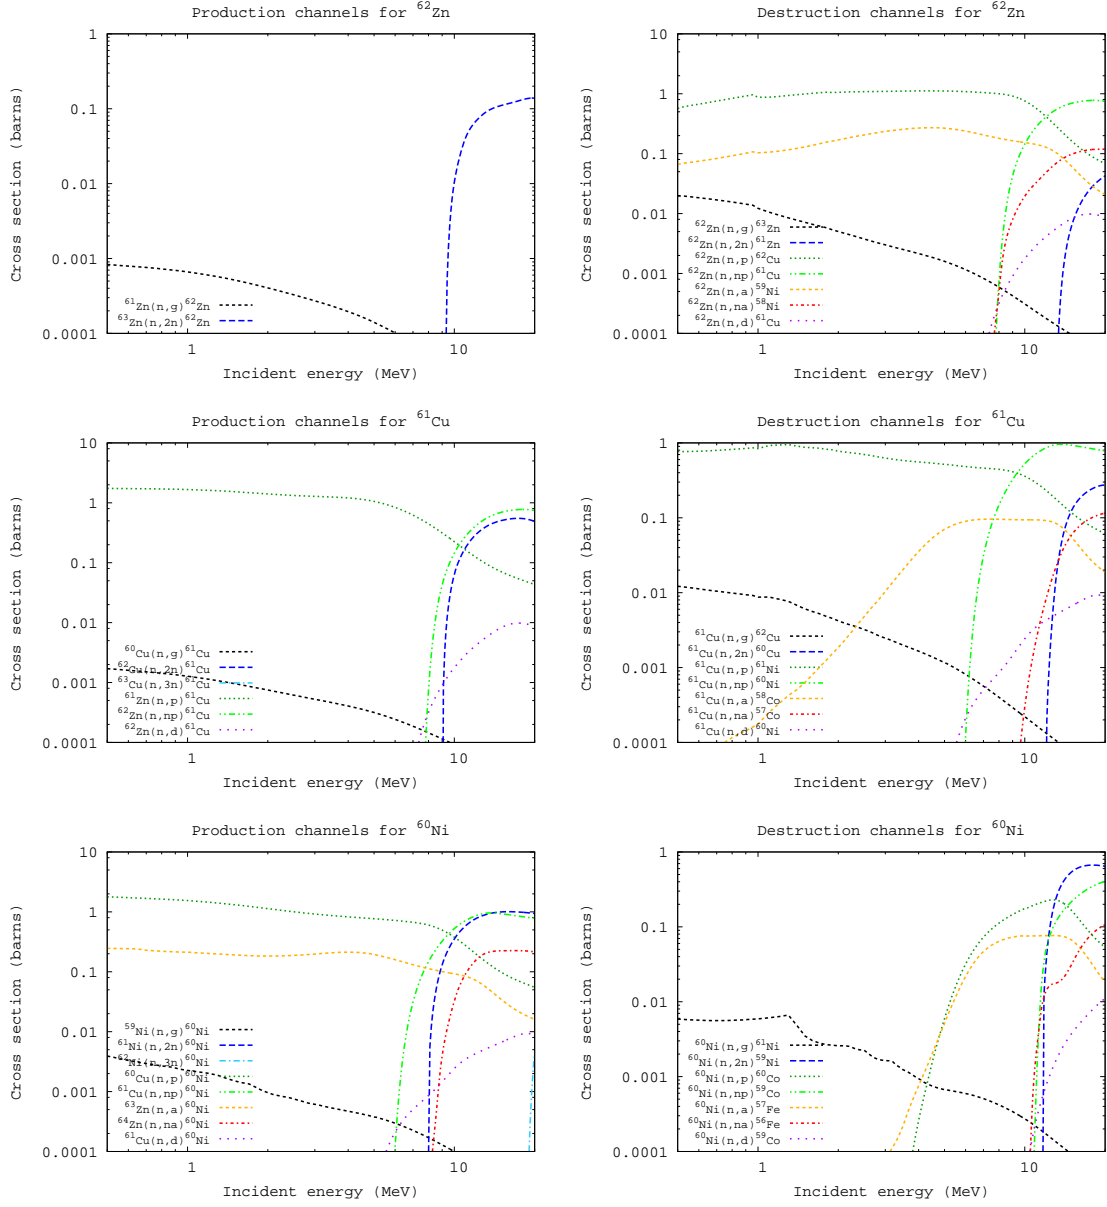 Production channels for ⁶²Zn
Cross section (barns)
1
0.1
0.01
0.001
0.0001
⁶¹Zn(n,g)⁶²Zn
⁶³Zn(n,2n)⁶²Zn
1 10
Incident energy (MeV)
Destruction channels for ⁶²Zn
Cross section (barns)
10
1
0.1
0.01
0.001
0.0001
⁶²Zn(n,g)⁶³Zn
⁶²Zn(n,2n)⁶¹Zn
⁶²Zn(n,p)⁶²Cu
⁶²Zn(n,np)⁶¹Cu
⁶²Zn(n,a)⁵⁹Ni
⁶²Zn(n,na)⁵⁸Ni
⁶²Zn(n,d)⁶¹Cu
1 10
Incident energy (MeV)
Production channels for ⁶¹Cu
Cross section (barns)
10
1
0.1
0.01
0.001
0.0001
⁶⁰Cu(n,g)⁶¹Cu
⁶²Cu(n,2n)⁶¹Cu
⁶³Cu(n,3n)⁶¹Cu
⁶¹Zn(n,p)⁶¹Cu
⁶²Zn(n,np)⁶¹Cu
⁶²Zn(n,d)⁶¹Cu
1 10
Incident energy (MeV)
Destruction channels for ⁶¹Cu
Cross section (barns)
1
0.1
0.01
0.001
0.0001
⁶¹Cu(n,g)⁶²Cu
⁶¹Cu(n,2n)⁶⁰Cu
⁶¹Cu(n,p)⁶¹Ni
⁶¹Cu(n,np)⁶⁰Ni
⁶¹Cu(n,a)⁵⁸Co
⁶¹Cu(n,na)⁵⁷Co
⁶¹Cu(n,d)⁶⁰Ni
1 10
Incident energy (MeV)
Production channels for ⁶⁰Ni
Cross section (barns)
10
1
0.1
0.01
0.001
0.0001
⁵⁹Ni(n,g)⁶⁰Ni
⁶¹Ni(n,2n)⁶⁰Ni
⁶²Ni(n,3n)⁶⁰Ni
⁶⁰Cu(n,p)⁶⁰Ni
⁶¹Cu(n,np)⁶⁰Ni
⁶³Zn(n,a)⁶⁰Ni
⁶⁴Zn(n,na)⁶⁰Ni
⁶¹Cu(n,d)⁶⁰Ni
1 10
Incident energy (MeV)
Destruction channels for ⁶⁰Ni
Cross section (barns)
1
0.1
0.01
0.001
0.0001
⁶⁰Ni(n,g)⁶¹Ni
⁶⁰Ni(n,2n)⁵⁹Ni
⁶⁰Ni(n,p)⁶⁰Co
⁶⁰Ni(n,np)⁵⁹Co
⁶⁰Ni(n,a)⁵⁷Fe
⁶⁰Ni(n,na)⁵⁶Fe
⁶⁰Ni(n,d)⁵⁹Co
1 10
Incident energy (MeV)